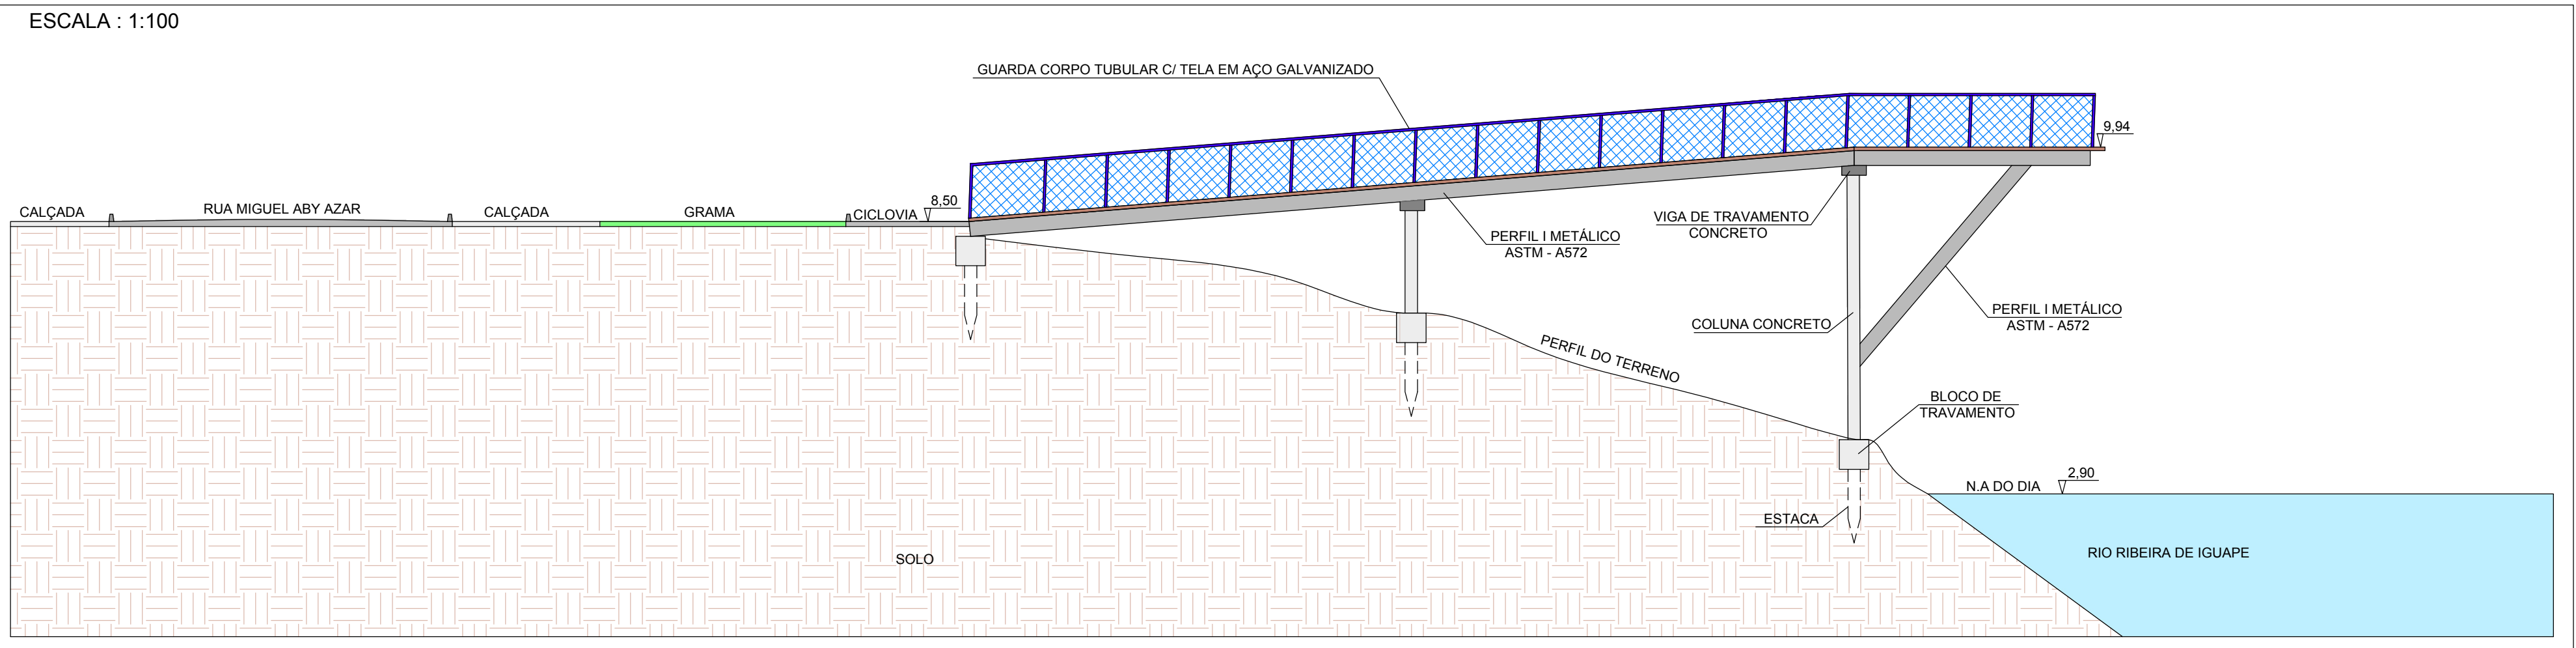 ESCALA : 1:100
GUARDA CORPO TUBULAR C/ TELA EM AÇO GALVANIZADO
9,94
CALÇADA
RUA MIGUEL ABY AZAR
CALÇADA
GRAMA
CICLOVIA
8,50
VIGA DE TRAVAMENTO
CONCRETO
PERFIL I METÁLICO
ASTM - A572
COLUNA CONCRETO
PERFIL I METÁLICO
ASTM - A572
PERFIL DO TERRENO
BLOCO DE
TRAVAMENTO
N.A DO DIA
2,90
ESTACA
RIO RIBEIRA DE IGUAPE
SOLO